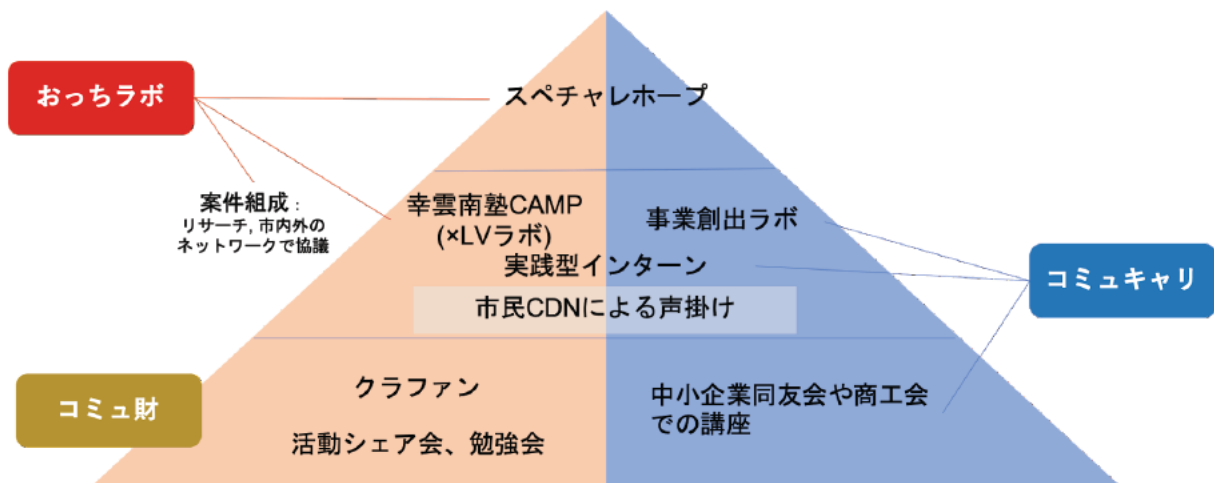 おっちラボ
スペチャレホープ
案件組成：
リサーチ, 市内外の
ネットワークで協議
幸雲南塾CAMP
(×LVラボ)
事業創出ラボ
実践型インターン
コミュキャリ
市民CDNによる声掛け
コミュ財
クラファン
活動シェア会、勉強会
中小企業同友会や商工会
での講座